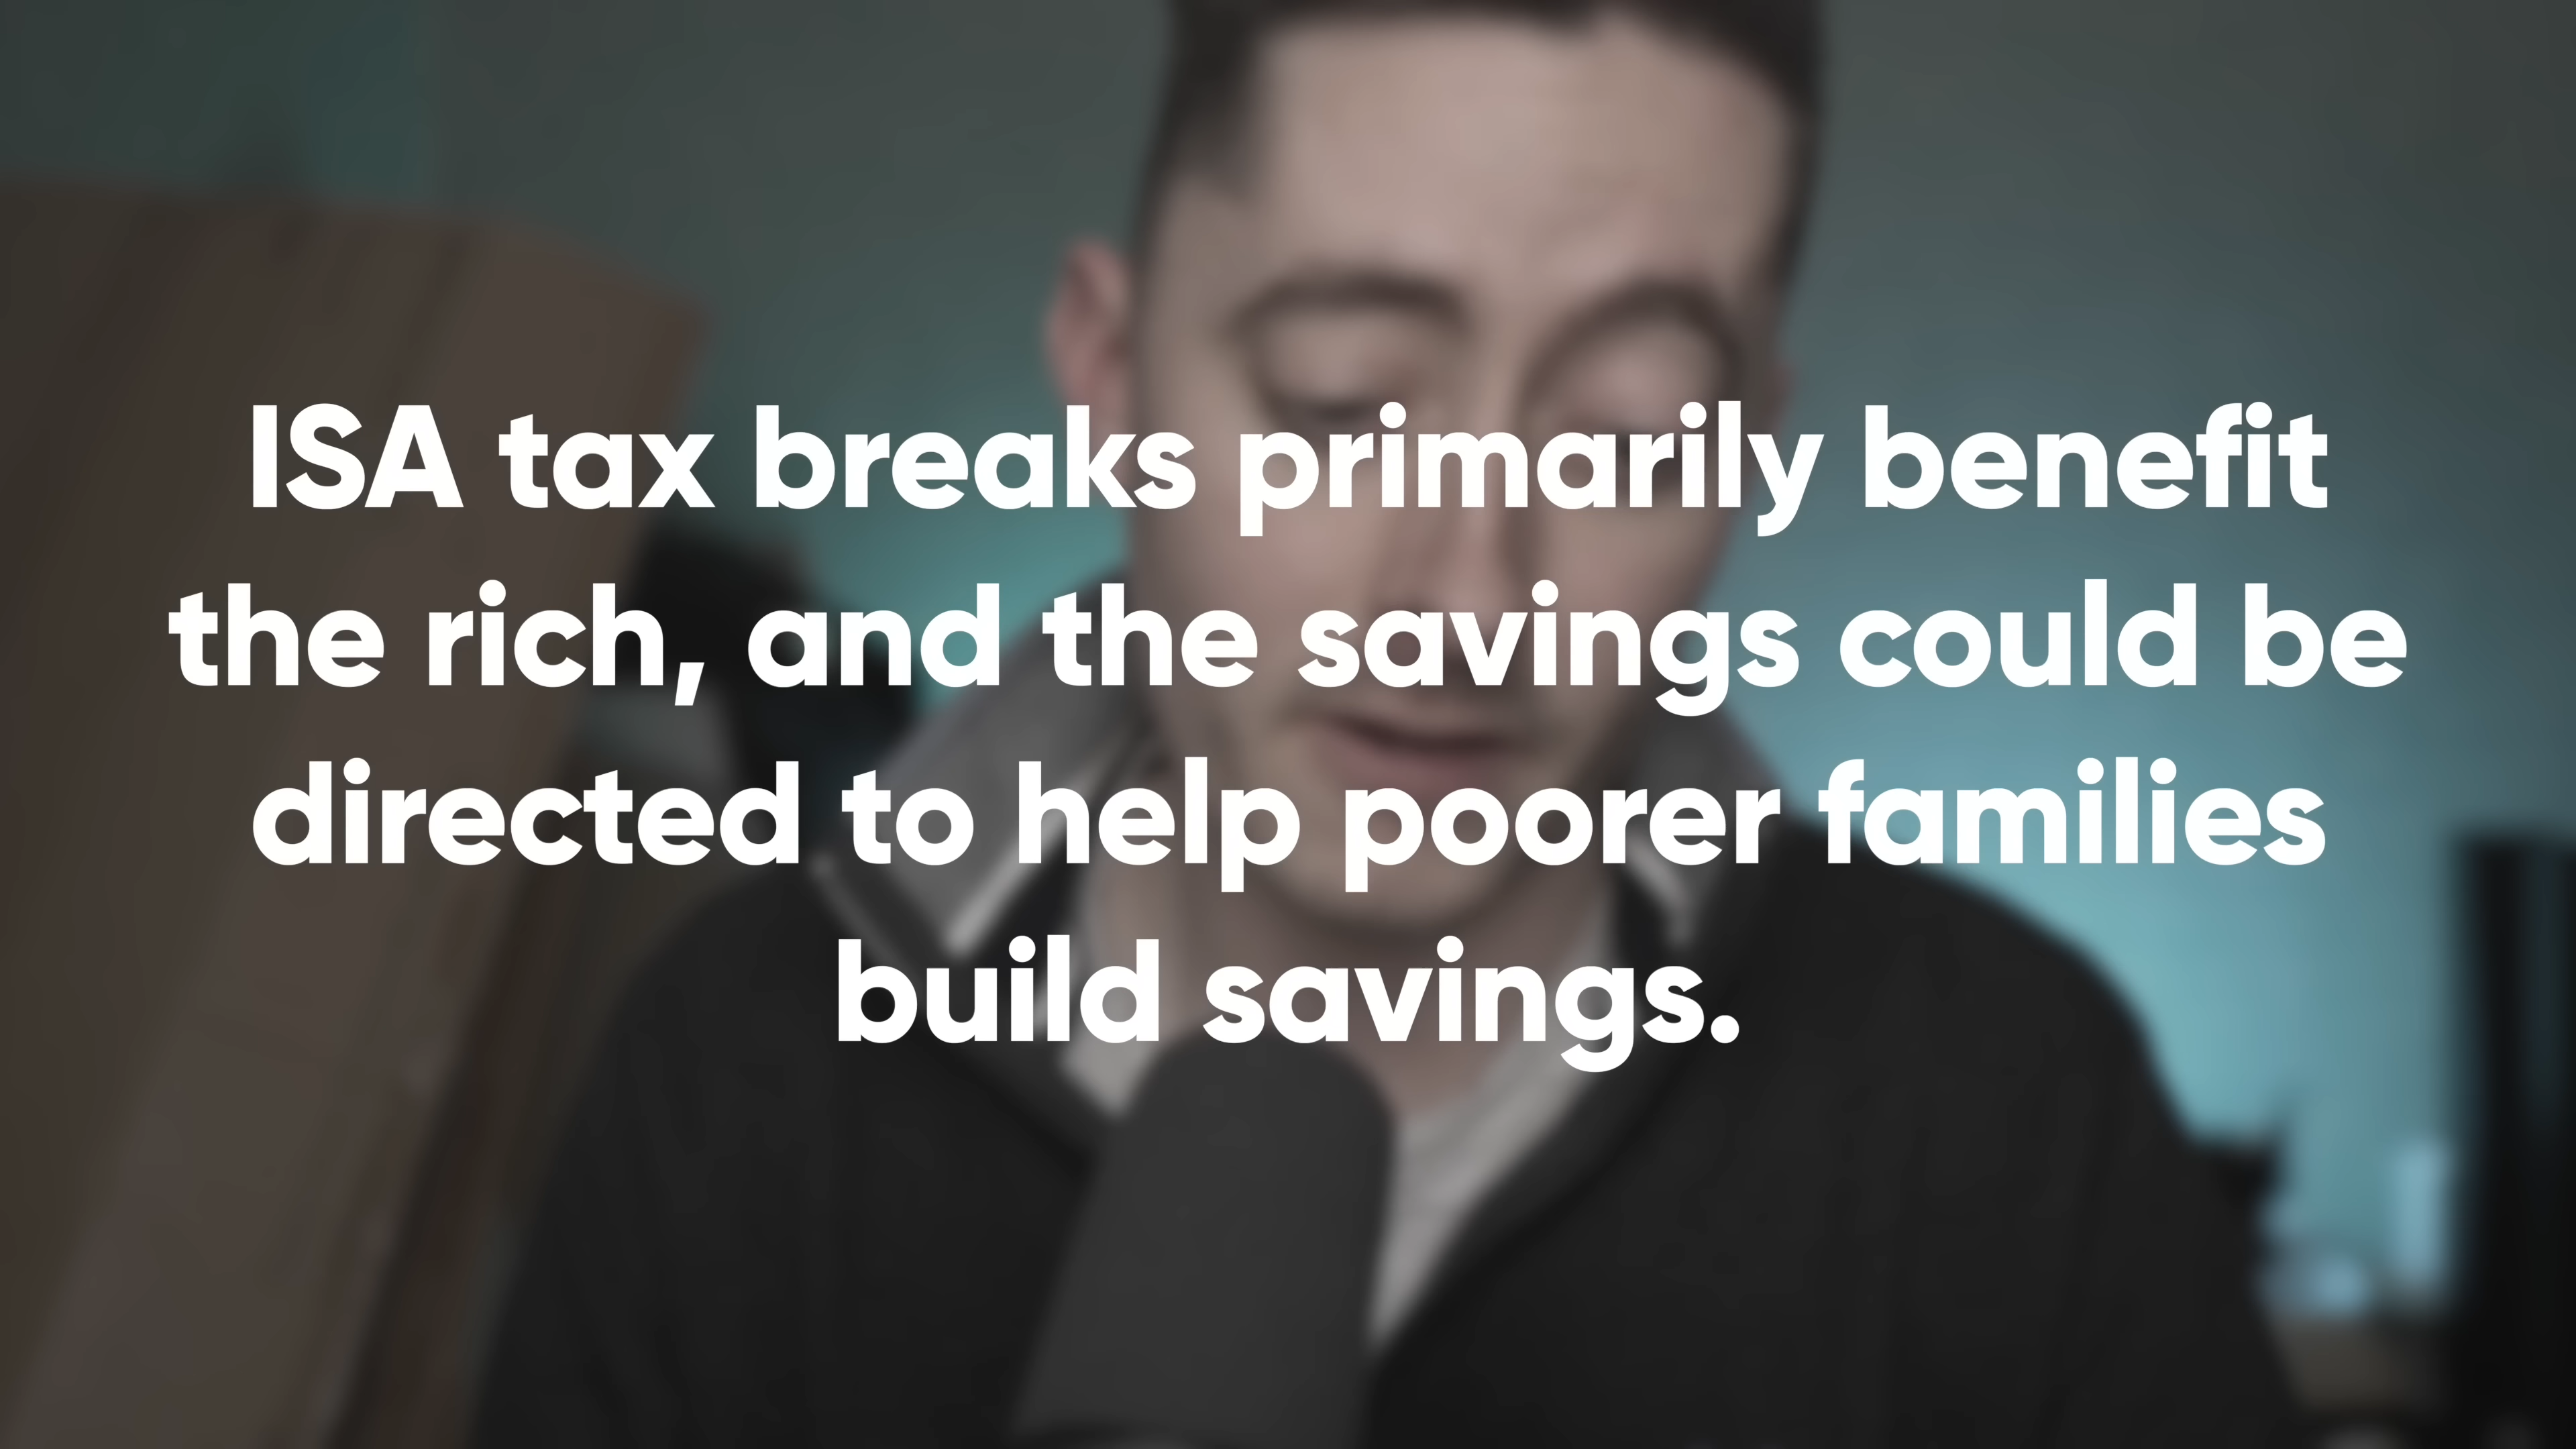 ISA tax breaks primarily benefit
the rich, and the savings could be
directed to help poorer families
build savings.